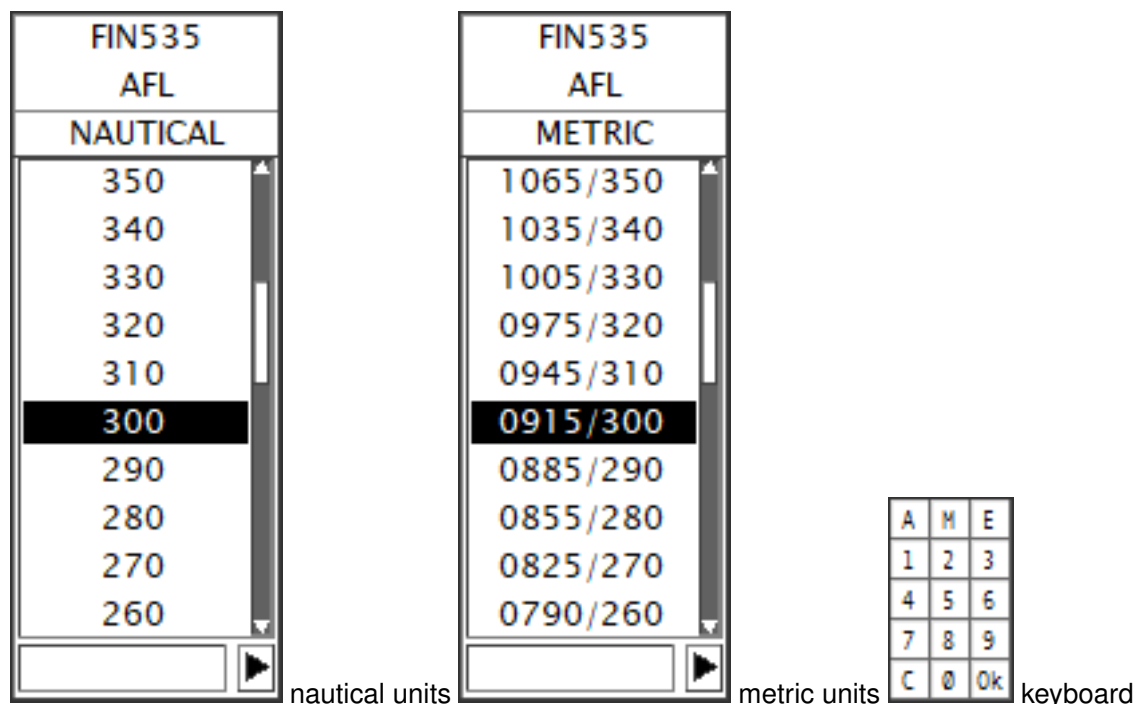 FIN535
AFL
NAUTICAL
350
340
330
320
310
300
290
280
270
260
nautical units
FIN535
AFL
METRIC
1065/350
1035/340
1005/330
0975/320
0945/310
0915/300
0885/290
0855/280
0825/270
0790/260
metric units
A M E
1 2 3
4 5 6
7 8 9
C Ø Ok
keyboard